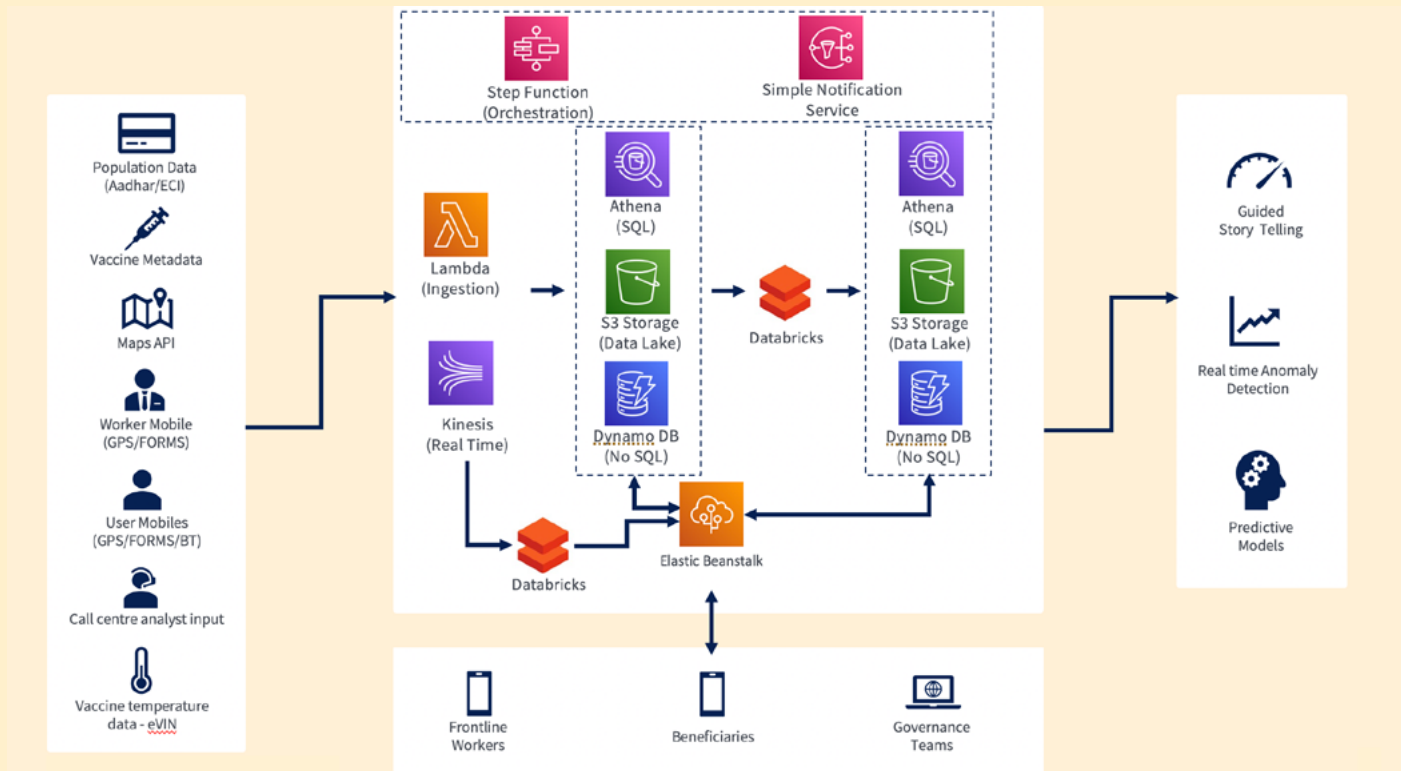 Population Data
(Aadhar/ECI)
Vaccine Metadata
Maps API
Worker Mobile
(GPS/FORMS)
User Mobiles
(GPS/FORMS/BT)
Call centre analyst input
Vaccine temperature
data - eVIN
Step Function
(Orchestration)
Simple Notification
Service
Lambda
(Ingestion)
Kinesis
(Real Time)
Athena
(SQL)
S3 Storage
(Data Lake)
Dynamo DB
(No SQL)
Databricks
Athena
(SQL)
S3 Storage
(Data Lake)
Dynamo DB
(No SQL)
Databricks
Elastic Beanstalk
Frontline
Workers
Beneficiaries
Governance
Teams
Guided
Story Telling
Real time Anomaly
Detection
Predictive
Models